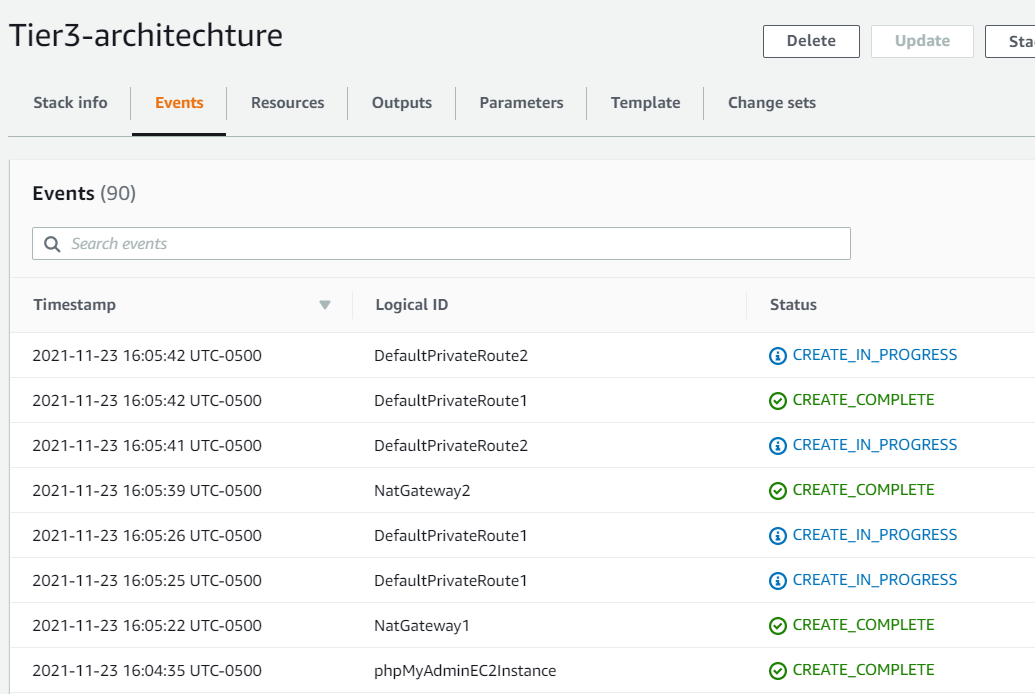 Tier3-architechture
Delete Update Sta
Stack info Events Resources Outputs Parameters Template Change sets
Events (90)
Search events
Timestamp Logical ID Status
2021-11-23 16:05:42 UTC-0500 DefaultPrivateRoute2 CREATE_IN_PROGRESS
2021-11-23 16:05:42 UTC-0500 DefaultPrivateRoute1 CREATE_COMPLETE
2021-11-23 16:05:41 UTC-0500 DefaultPrivateRoute2 CREATE_IN_PROGRESS
2021-11-23 16:05:39 UTC-0500 NatGateway2 CREATE_COMPLETE
2021-11-23 16:05:26 UTC-0500 DefaultPrivateRoute1 CREATE_IN_PROGRESS
2021-11-23 16:05:25 UTC-0500 DefaultPrivateRoute1 CREATE_IN_PROGRESS
2021-11-23 16:05:22 UTC-0500 NatGateway1 CREATE_COMPLETE
2021-11-23 16:04:35 UTC-0500 phpMyAdminEC2Instance CREATE_COMPLETE